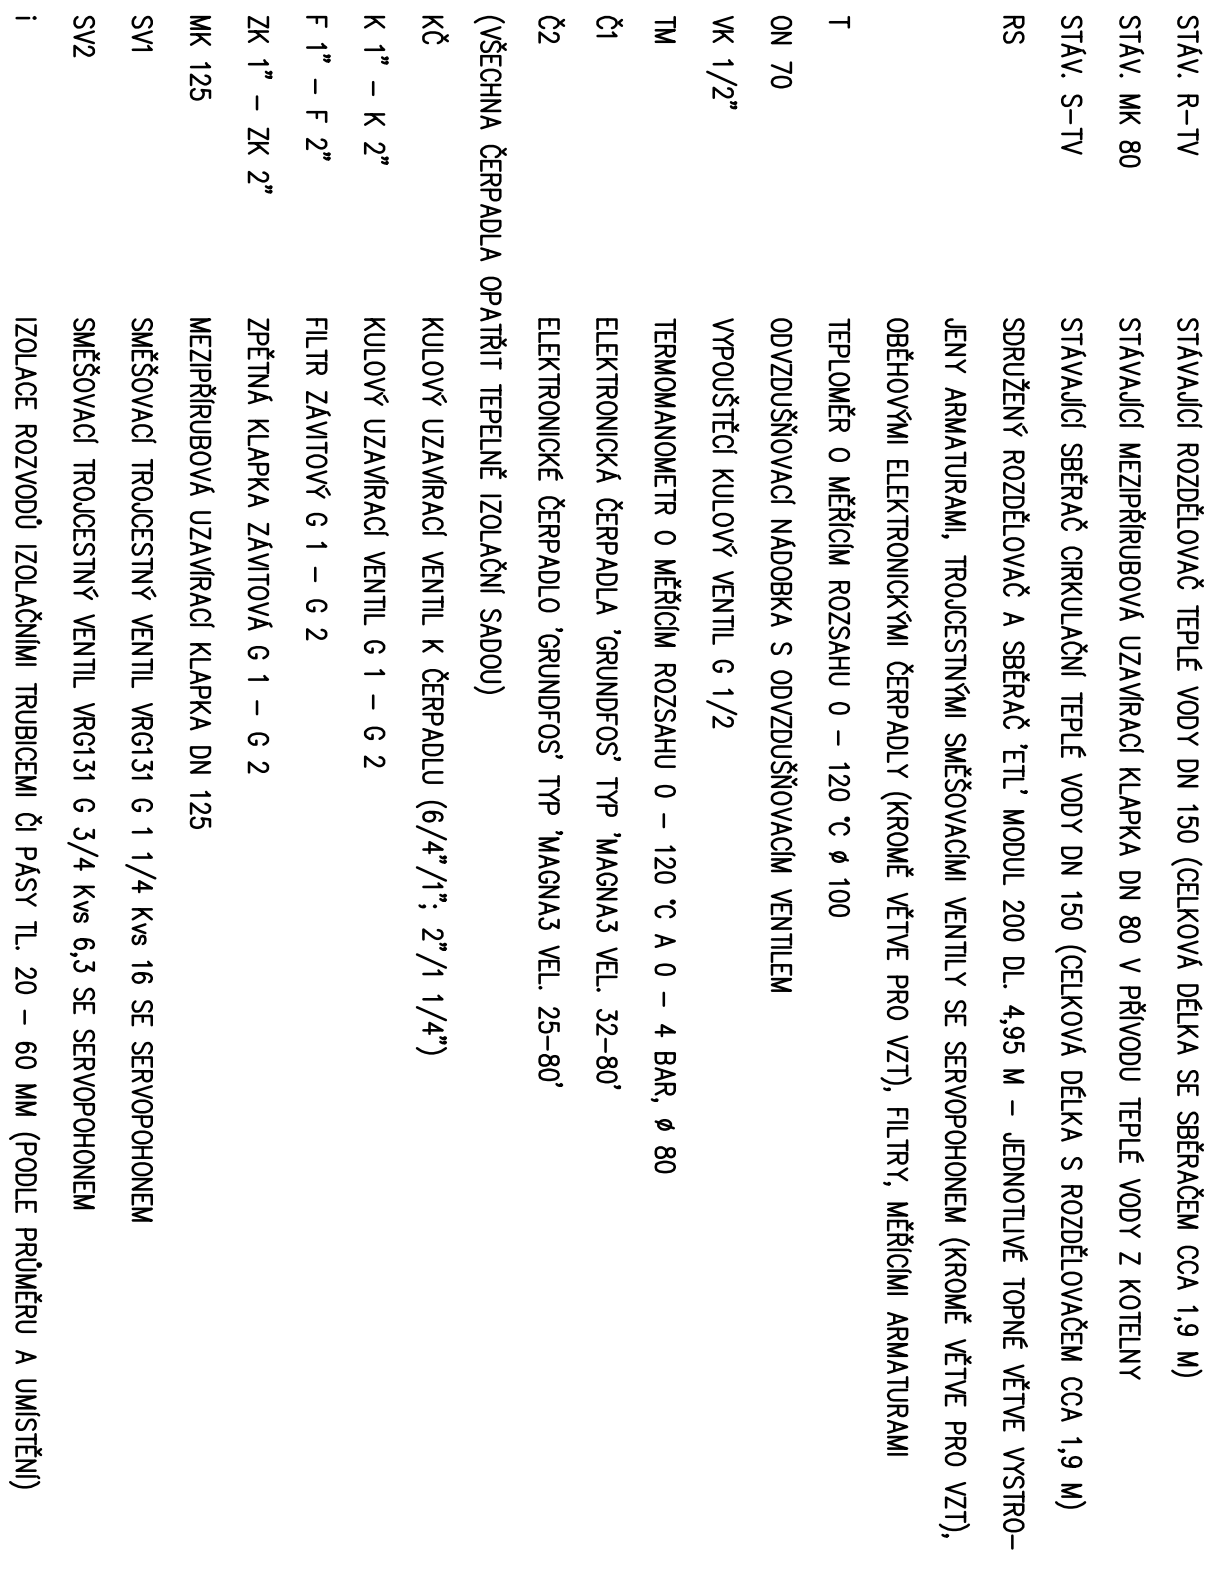 STÁV. R–TV STÁVAJÍCÍ ROZDĚLOVAČ TEPLÉ VODY DN 150 (CELKOVÁ DÉLKA SE SBĚRAČEM CCA 1,9 M)
STÁV. MK 80 STÁVAJÍCÍ MEZIPŘÍRUBOVÁ UZAVÍRACÍ KLAPKA DN 80 V PŘÍVODU TEPLÉ VODY Z KOTELNY
STÁV. S–TV STÁVAJÍCÍ SBĚRAČ CIRKULAČNÍ TEPLÉ VODY DN 150 (CELKOVÁ DÉLKA S ROZDĚLOVAČEM CCA 1,9 M)
RS SDRUŽENÝ ROZDĚLOVAČ A SBĚRAČ 'ETL' MODUL 200 DL. 4,95 M – JEDNOTLIVÉ TOPNÉ VĚTVE VYSTRO–
JENY ARMATURAMI, TROJCESTNÝMI SMĚŠOVACÍMI VENTILY SE SERVOPOHONEM (KROMĚ VĚTVE PRO VZT),
OBĚHOVÝMI ELEKTRONICKÝMI ČERPADLY (KROMĚ VĚTVE PRO VZT), FILTRY, MĚŘÍCÍMI ARMATURAMI
T TEPLOMĚR O MĚŘÍCÍM ROZSAHU 0 – 120 °C ø 100
ON 70 ODVZDUŠŇOVACÍ NÁDOBKA S ODVZDUŠŇOVACÍM VENTILEM
VK 1/2" VYPOUŠTĚCÍ KULOVÝ VENTIL G 1/2
TM TERMOMANOMETR O MĚŘÍCÍM ROZSAHU 0 – 120 °C A 0 – 4 BAR, ø 80
Č1 ELEKTRONICKÁ ČERPADLA 'GRUNDFOS' TYP 'MAGNA3 VEL. 32–80'
Č2 ELEKTRONICKÉ ČERPADLO 'GRUNDFOS' TYP 'MAGNA3 VEL. 25–80'
(VŠECHNA ČERPADLA OPATŘIT TEPELNĚ IZOLAČNÍ SADOU)
KČ KULOVÝ UZAVÍRACÍ VENTIL K ČERPADLU (6/4"/1"; 2"/1 1/4")
K 1" – K 2" KULOVÝ UZAVÍRACÍ VENTIL G 1 – G 2
F 1" – F 2" FILTR ZÁVITOVÝ G 1 – G 2
ZK 1" – ZK 2" ZPĚTNÁ KLAPKA ZÁVITOVÁ G 1 – G 2
MK 125 MEZIPŘÍRUBOVÁ UZAVÍRACÍ KLAPKA DN 125
SV1 SMĚŠOVACÍ TROJCESTNÝ VENTIL VRG131 G 1 1/4 Kvs 16 SE SERVOPOHONEM
SV2 SMĚŠOVACÍ TROJCESTNÝ VENTIL VRG131 G 3/4 Kvs 6,3 SE SERVOPOHONEM
i IZOLACE ROZVODŮ IZOLAČNÍMI TRUBICEMI ČI PÁSY TL. 20 – 60 MM (PODLE PRŮMĚRU A UMÍSTĚNÍ)